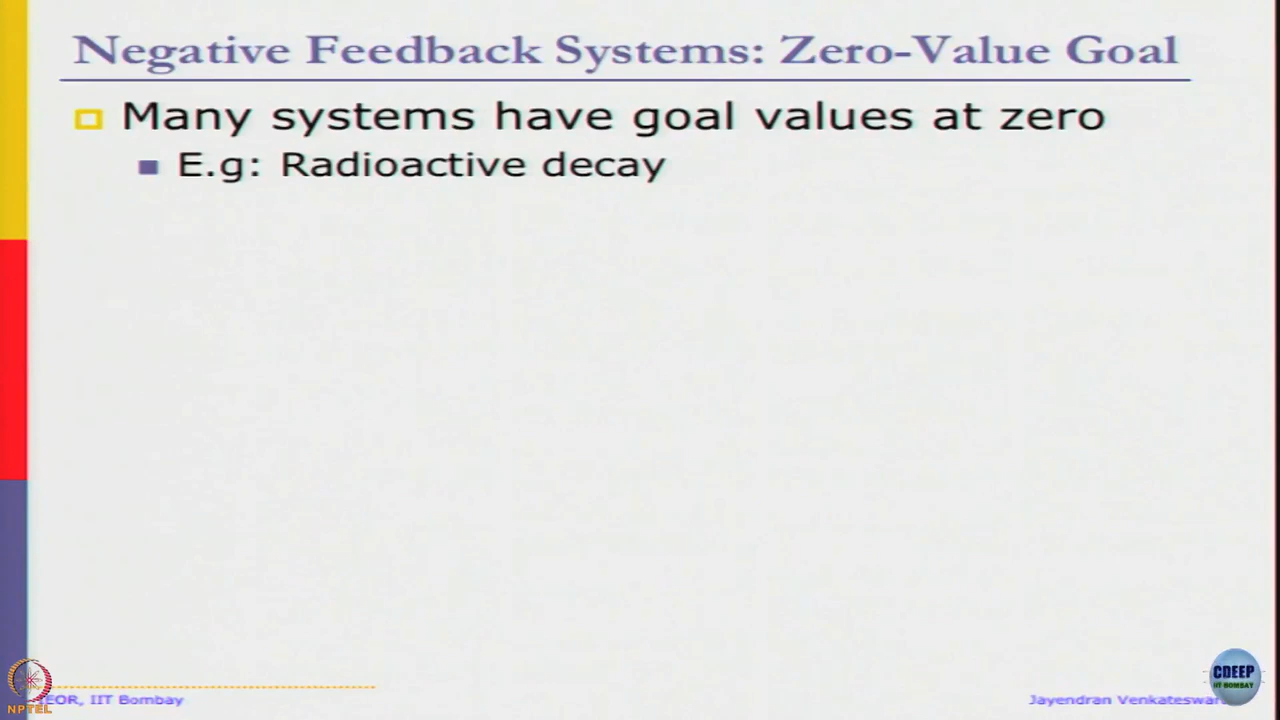 Negative Feedback Systems: Zero-Value Goal
Many systems have goal values at zero
E.g: Radioactive decay
IIT Bombay
Jayendran
NPTEL
CDEEP
IIT BOMBAY